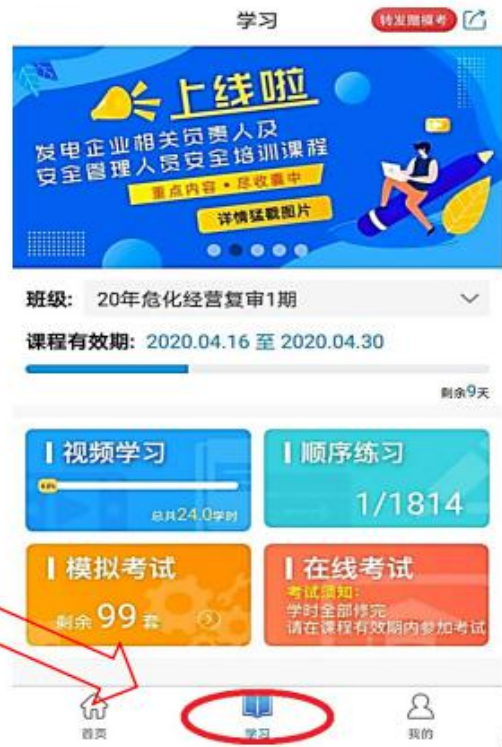 学习
转发赠模考
上线啦
发电企业相关负责人及
安全管理人员安全培训课程
重点内容·尽收囊中
详情猛戳图片
班级: 20年危化经营复审1期
课程有效期: 2020.04.16 至 2020.04.30
剩余9天
视频学习
总共24.0学时
顺序练习
1/1814
模拟考试
剩余 99 套
在线考试
考试须知:
学时全部修完
请在课程有效期内参加考试
首页
学习
我的